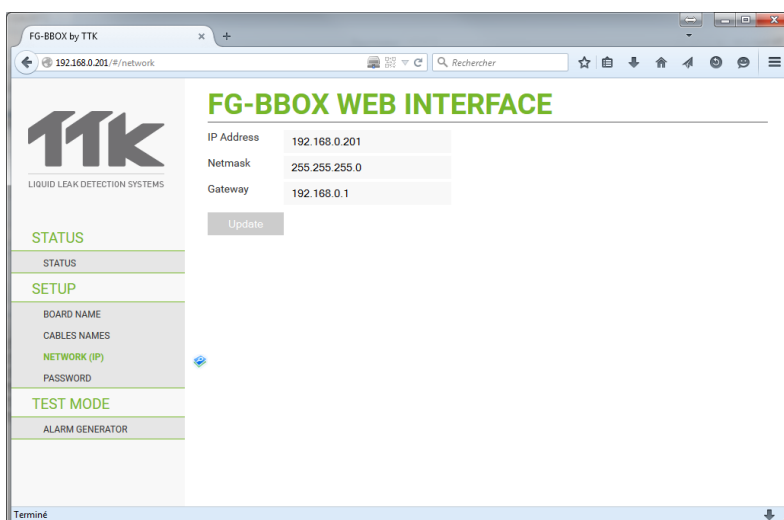 FG-BBOX by TTK
192.168.0.201/#/network
Rechercher
TTK
LIQUID LEAK DETECTION SYSTEMS
STATUS
STATUS
SETUP
BOARD NAME
CABLES NAMES
NETWORK (IP)
PASSWORD
TEST MODE
ALARM GENERATOR
FG-BBOX WEB INTERFACE
IP Address 192.168.0.201
Netmask 255.255.255.0
Gateway 192.168.0.1
Update
Terminé